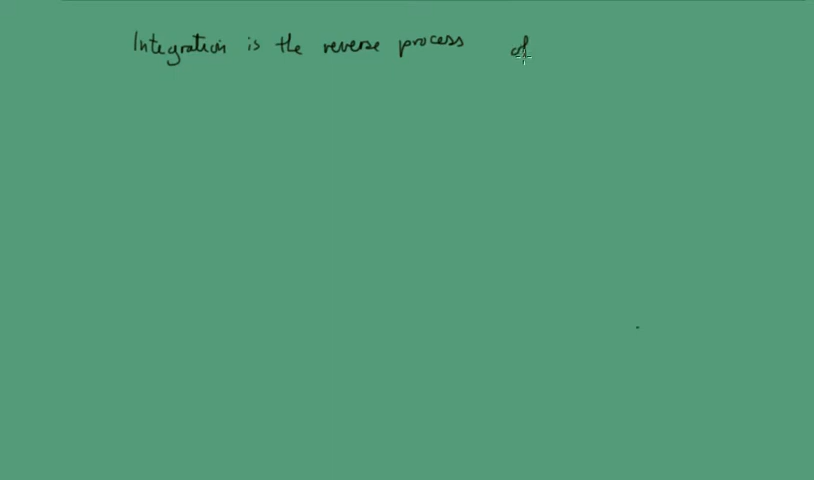 Integration is the reverse process of